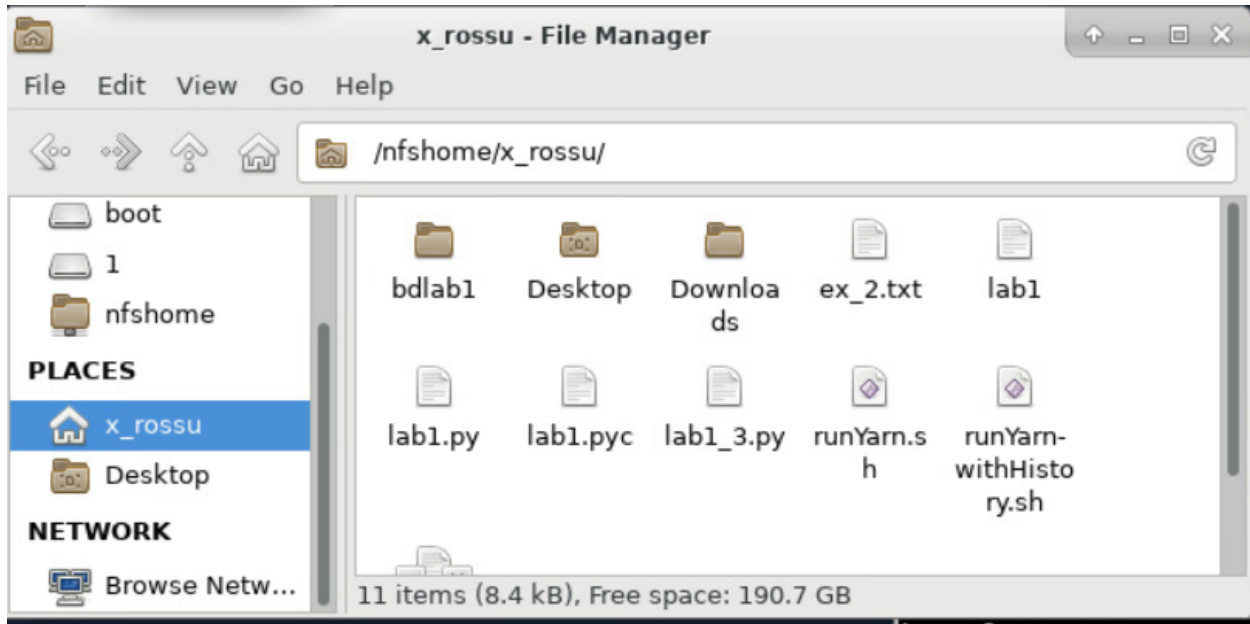 x_rossu - File Manager
File Edit View Go Help
/nfshome/x_rossu/
boot
1
nfshome
PLACES
x_rossu
Desktop
NETWORK
Browse Netw...
bdlab1 Desktop Downloa ex_2.txt lab1
ds
lab1.py lab1.pyc lab1_3.py runYarn.s runYarn-
h withHisto
ry.sh
11 items (8.4 kB), Free space: 190.7 GB